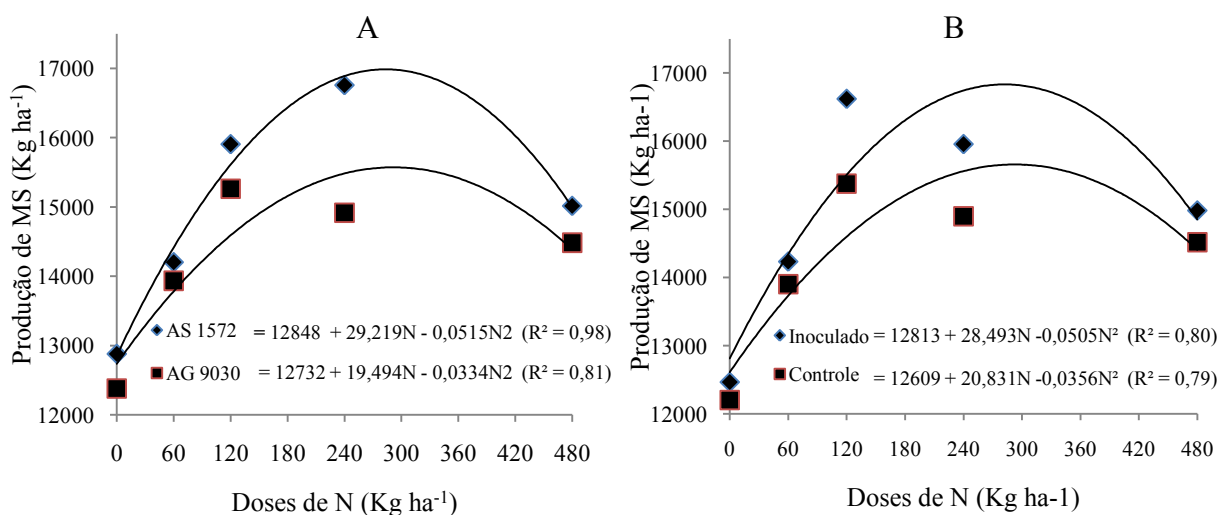 A
Produção de MS (Kg ha⁻¹)
17000
16000
15000
14000
13000
12000
AS 1572 = 12848 + 29,219N - 0,0515N2 (R² = 0,98)
AG 9030 = 12732 + 19,494N - 0,0334N2 (R² = 0,81)
0 60 120 180 240 300 360 420 480
Doses de N (Kg ha⁻¹)
B
Produção de MS (Kg ha-1)
17000
16000
15000
14000
13000
12000
Inoculado = 12813 + 28,493N -0,0505N² (R² = 0,80)
Controle = 12609 + 20,831N -0,0356N² (R² = 0,79)
0 60 120 180 240 300 360 420 480
Doses de N (Kg ha-1)